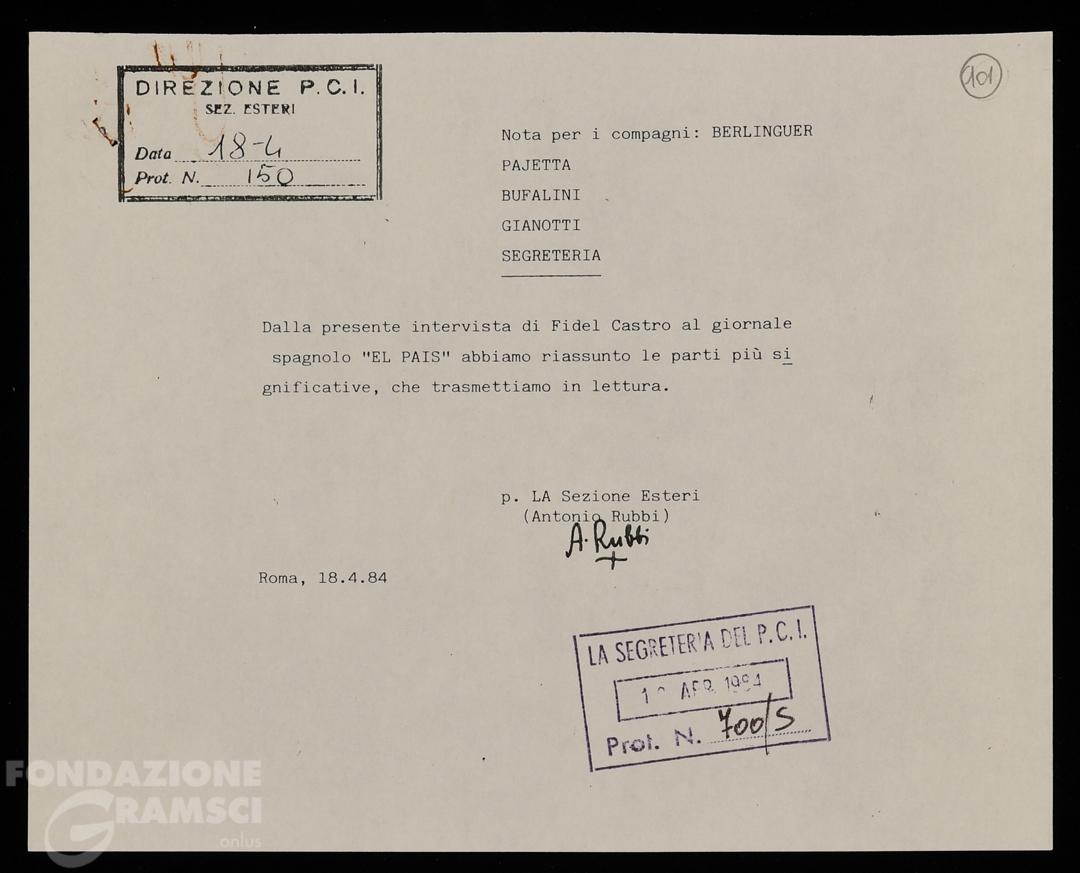 DIREZIONE P.C.I.
SEZ. ESTERI
Data 18-4
Prot. N. 150
101
Nota per i compagni: BERLINGUER
PAJETTA
BUFALINI
GIANOTTI
SEGRETERIA
Dalla presente intervista di Fidel Castro al giornale
spagnolo "EL PAIS" abbiamo riassunto le parti più si
gnificative, che trasmettiamo in lettura.
p. LA Sezione Esteri
(Antonio Rubbi)
A. Rubbi
Roma, 18.4.84
LA SEGRETERIA DEL P.C.I.
APR. 1984
Prot. N. 700/S
FONDAZIONE
GRAMSCI
onlus